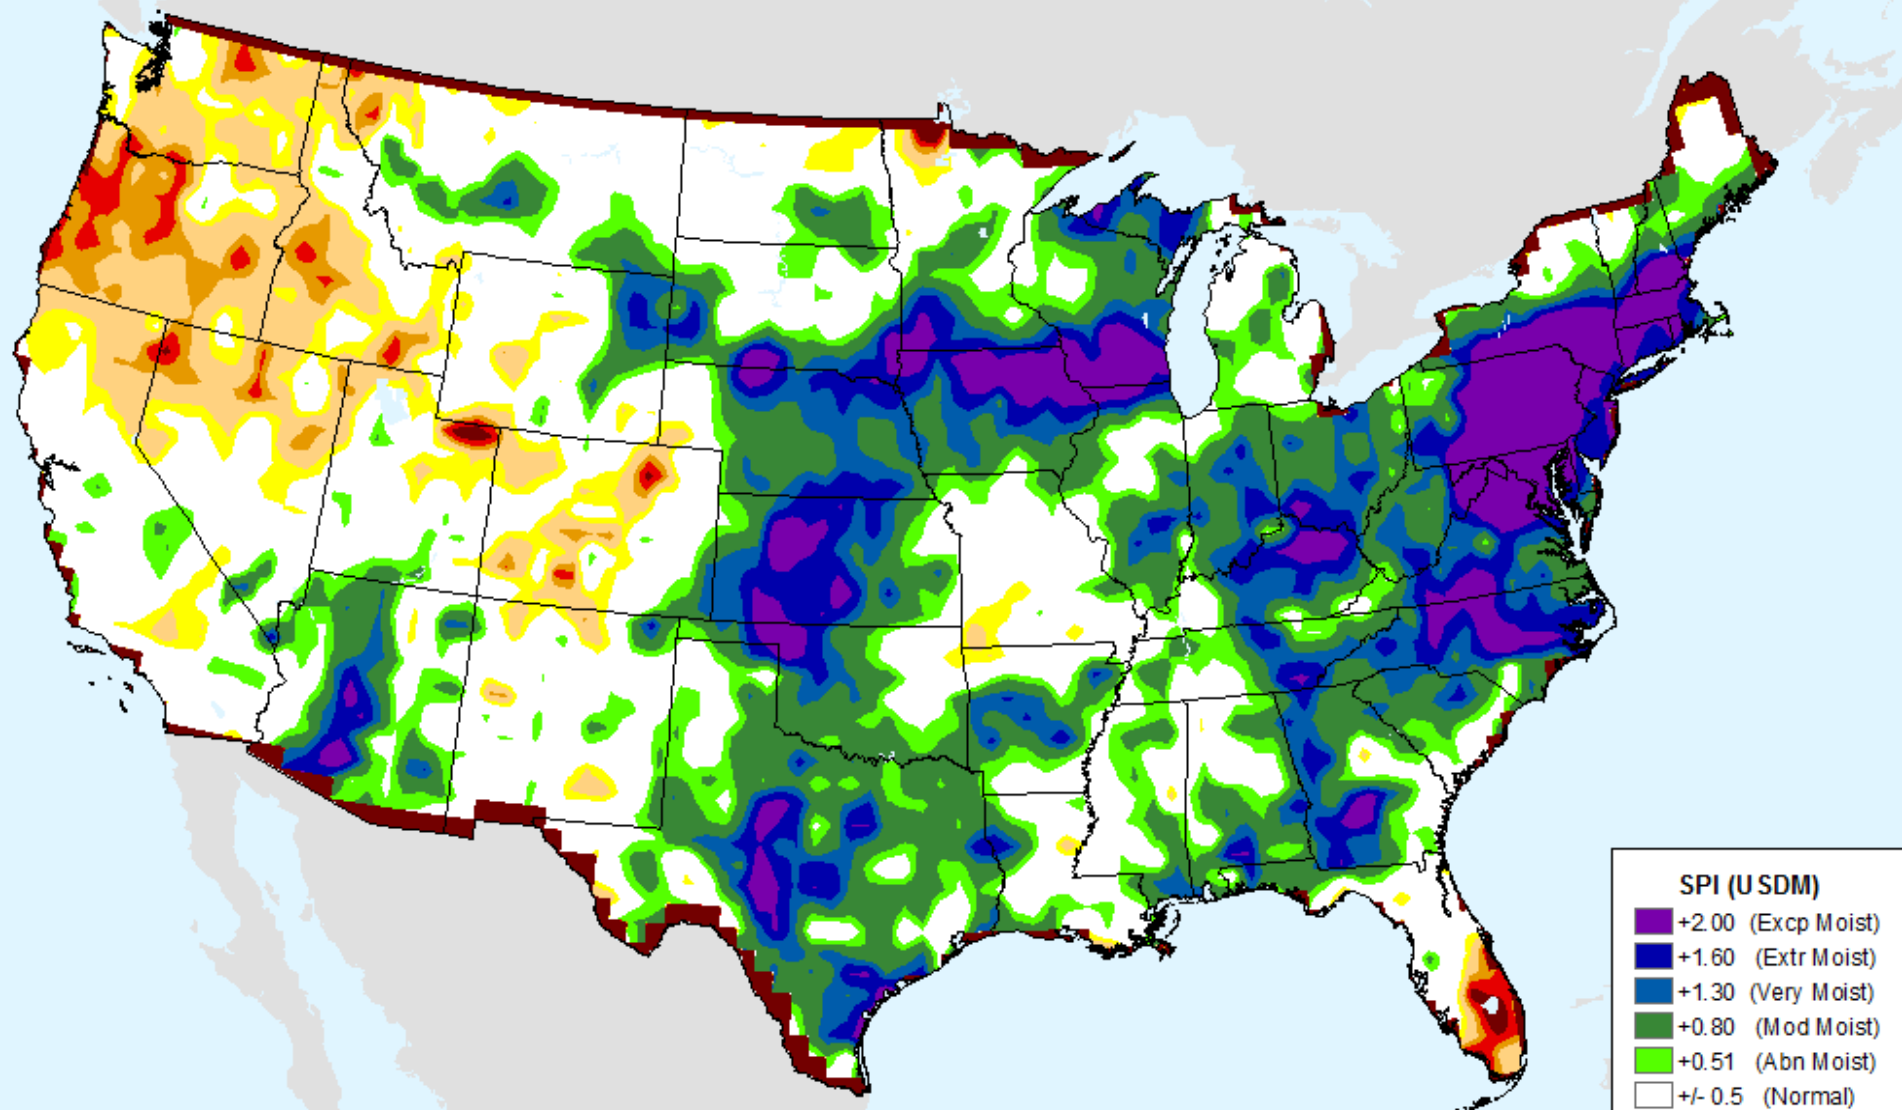 SPI (USDM)
+2.00 (Excp Moist)
+1.60 (Extr Moist)
+1.30 (Very Moist)
+0.80 (Mod Moist)
+0.51 (Abn Moist)
+/- 0.5 (Normal)